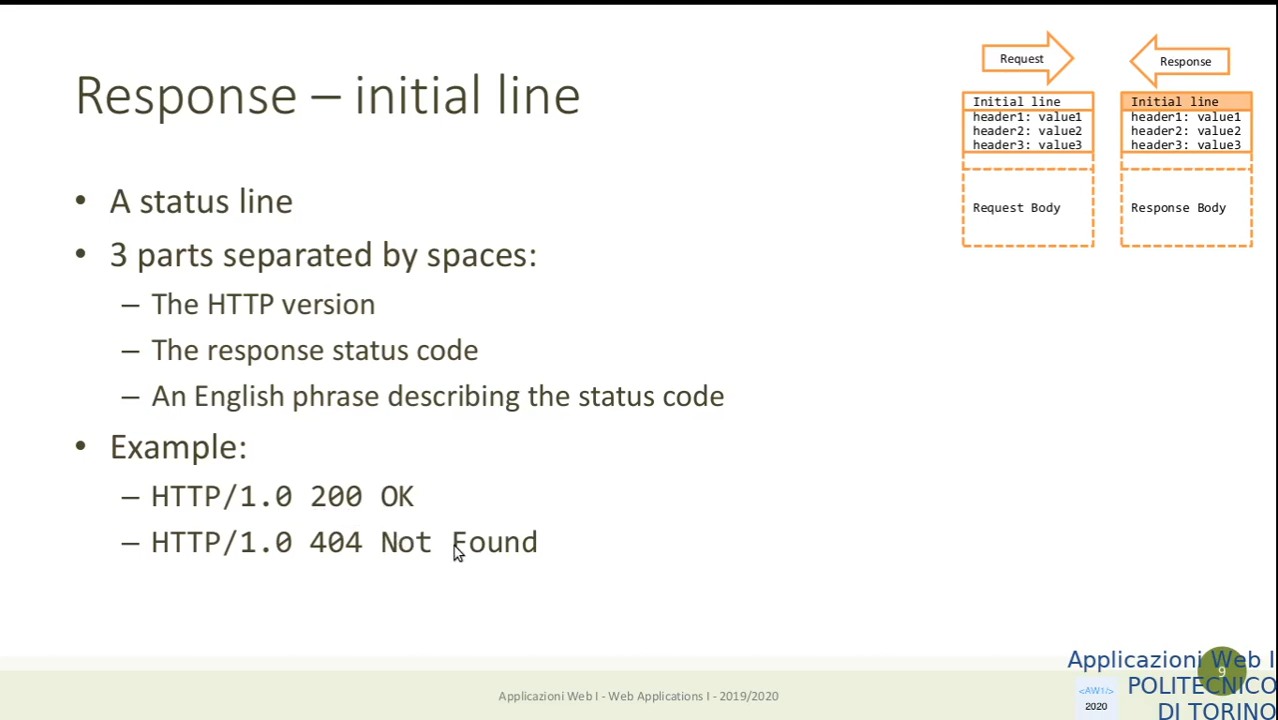 Response – initial line
• A status line
• 3 parts separated by spaces:
– The HTTP version
– The response status code
– An English phrase describing the status code
• Example:
– HTTP/1.0 200 OK
– HTTP/1.0 404 Not Found
Request
Initial line
header1: value1
header2: value2
header3: value3
Request Body
Response
Initial line
header1: value1
header2: value2
header3: value3
Response Body
Applicazioni Web I - Web Applications I - 2019/2020
9
<AW1/>
2020
Applicazioni Web I
POLITECNICO
DI TORINO